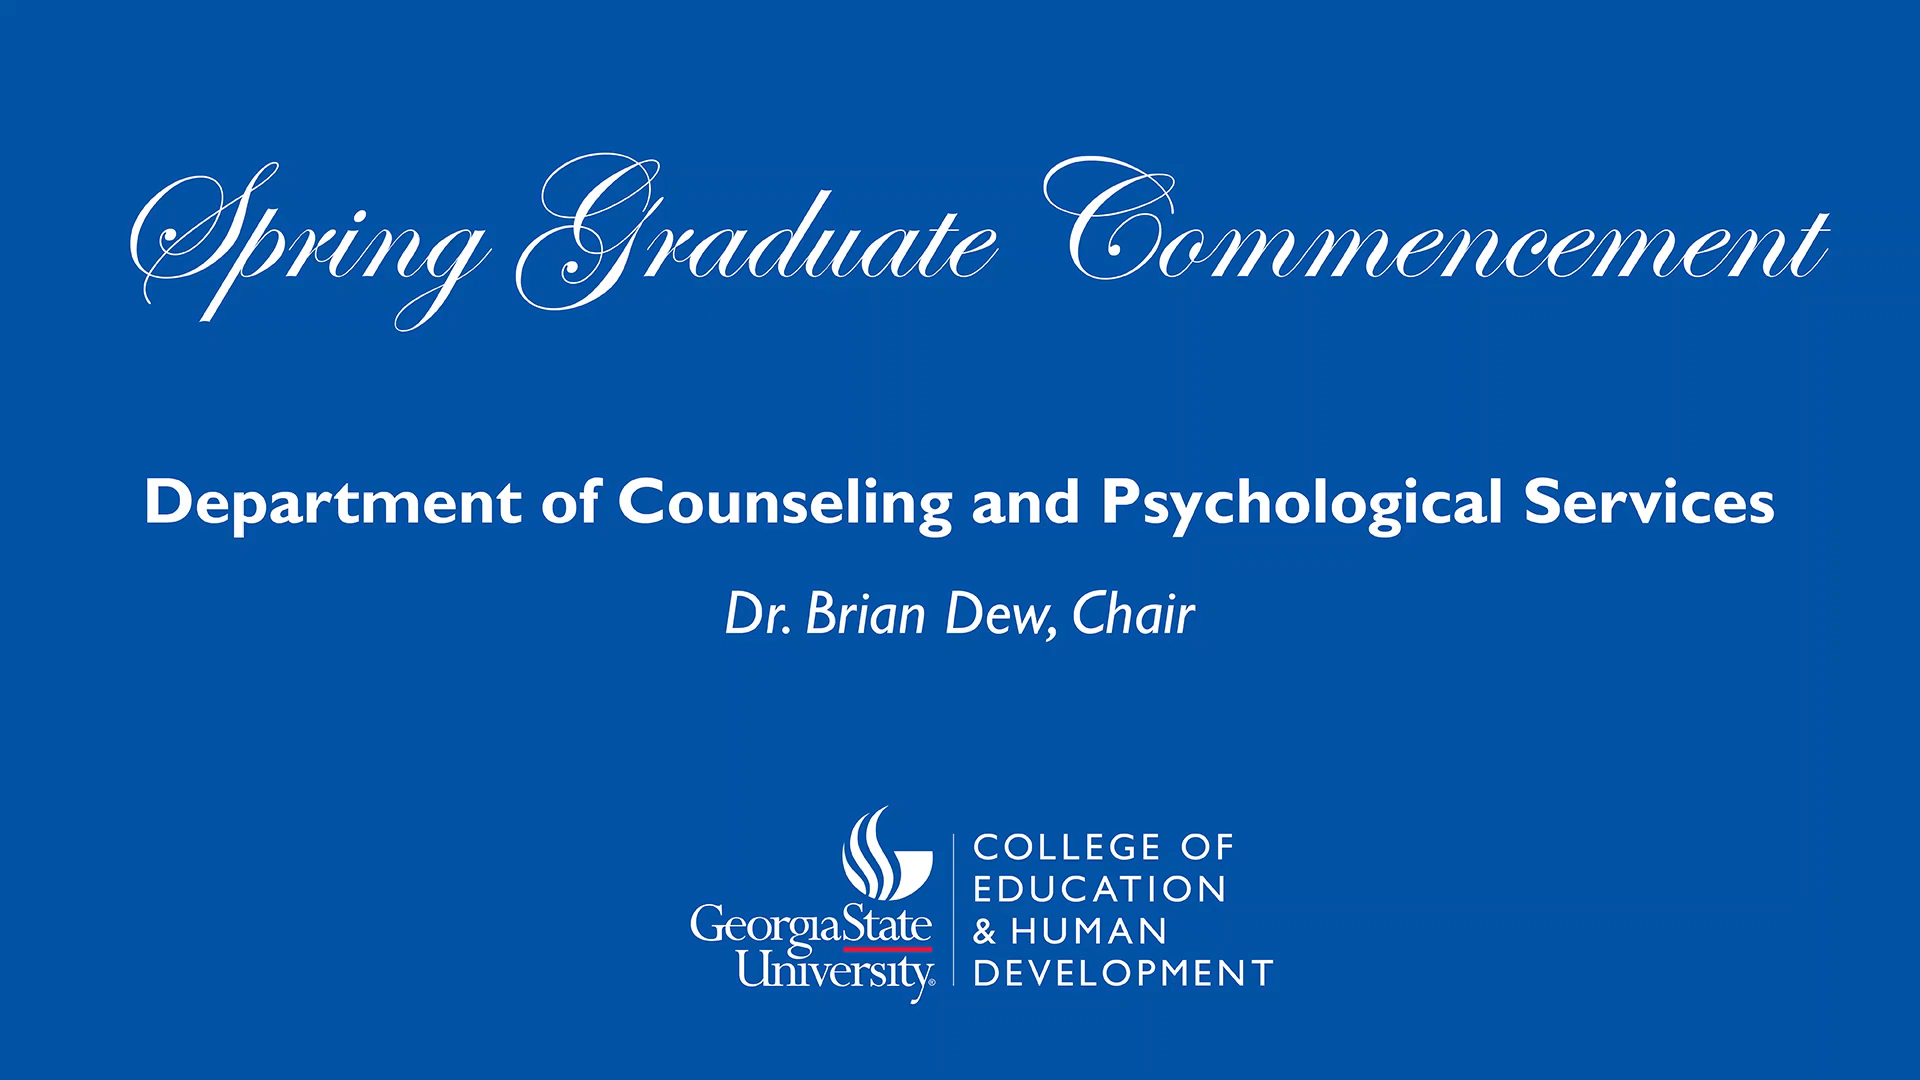 Spring Graduate Commencement
Department of Counseling and Psychological Services
Dr. Brian Dew, Chair
GeorgiaState
University®
COLLEGE OF
EDUCATION
& HUMAN
DEVELOPMENT